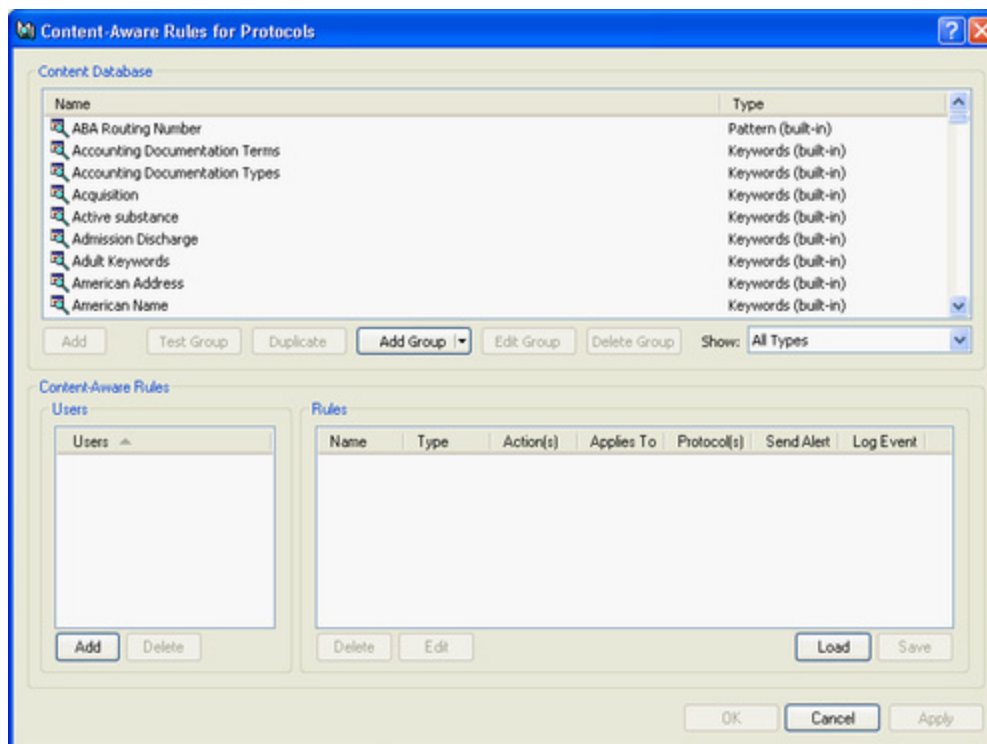 Content-Aware Rules for Protocols
Content Database
Name Type
ABA Routing Number Pattern (built-in)
Accounting Documentation Terms Keywords (built-in)
Accounting Documentation Types Keywords (built-in)
Acquisition Keywords (built-in)
Active substance Keywords (built-in)
Admission Discharge Keywords (built-in)
Adult Keywords Keywords (built-in)
American Address Keywords (built-in)
American Name Keywords (built-in)
Add Test Group Duplicate Add Group Edit Group Delete Group Show: All Types
Content-Aware Rules
Users Rules
Users Name Type Action(s) Applies To Protocol(s) Send Alert Log Event
Add Delete Delete Edit Load Save
OK Cancel Apply